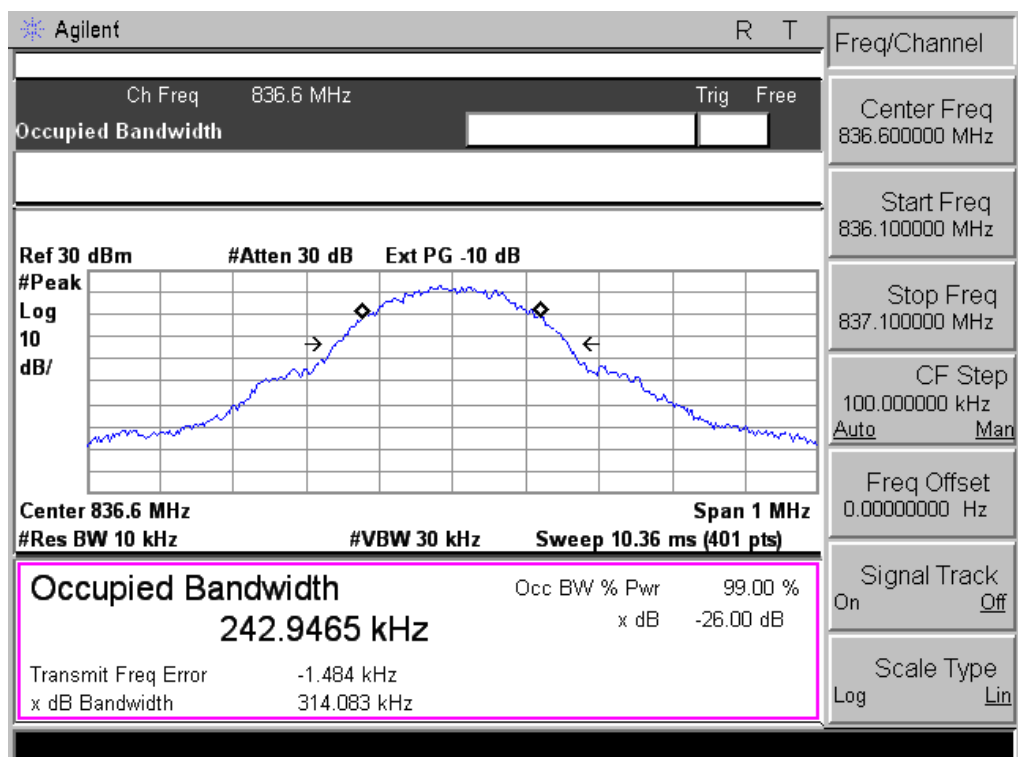 Agilent R T
Ch Freq 836.6 MHz Trig Free
Occupied Bandwidth
Ref 30 dBm #Atten 30 dB Ext PG -10 dB
#Peak
Log
10
dB/
Center 836.6 MHz Span 1 MHz
#Res BW 10 kHz #VBW 30 kHz Sweep 10.36 ms (401 pts)
Occupied Bandwidth Occ BW % Pwr 99.00 %
242.9465 kHz x dB -26.00 dB
Transmit Freq Error -1.484 kHz
x dB Bandwidth 314.083 kHz
Freq/Channel
Center Freq
836.600000 MHz
Start Freq
836.100000 MHz
Stop Freq
837.100000 MHz
CF Step
100.000000 kHz
Auto Man
Freq Offset
0.00000000 Hz
Signal Track
On Off
Scale Type
Log Lin